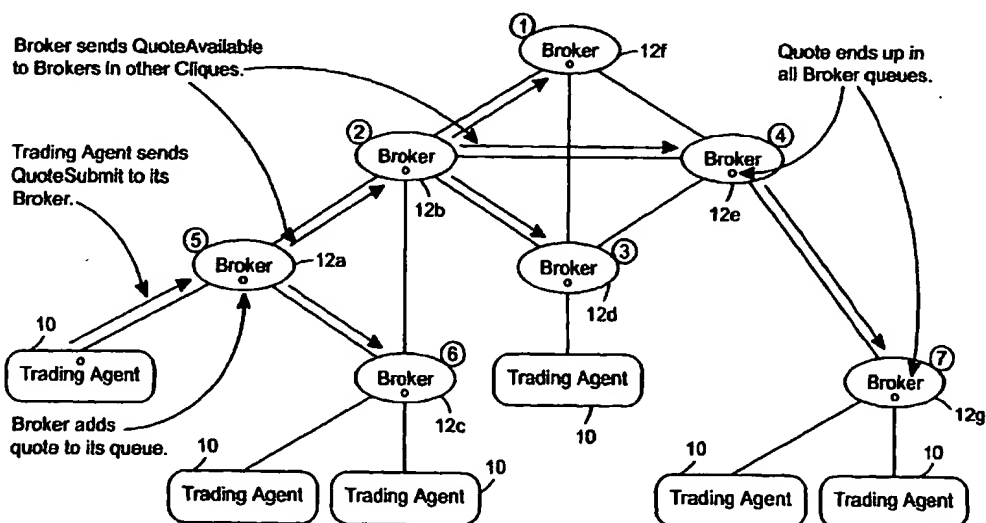 ①
Broker
12f
Broker sends QuoteAvailable
to Brokers in other Cliques.
Quote ends up in
all Broker queues.
②
Broker
12b
④
Broker
12e
Trading Agent sends
QuoteSubmit to its
Broker.
⑤
Broker
12a
③
Broker
12d
10
Trading Agent
⑥
Broker
12c
Trading Agent
10
⑦
Broker
12g
Broker adds
quote to its queue.
10
Trading Agent
10
Trading Agent
10
Trading Agent
10
Trading Agent